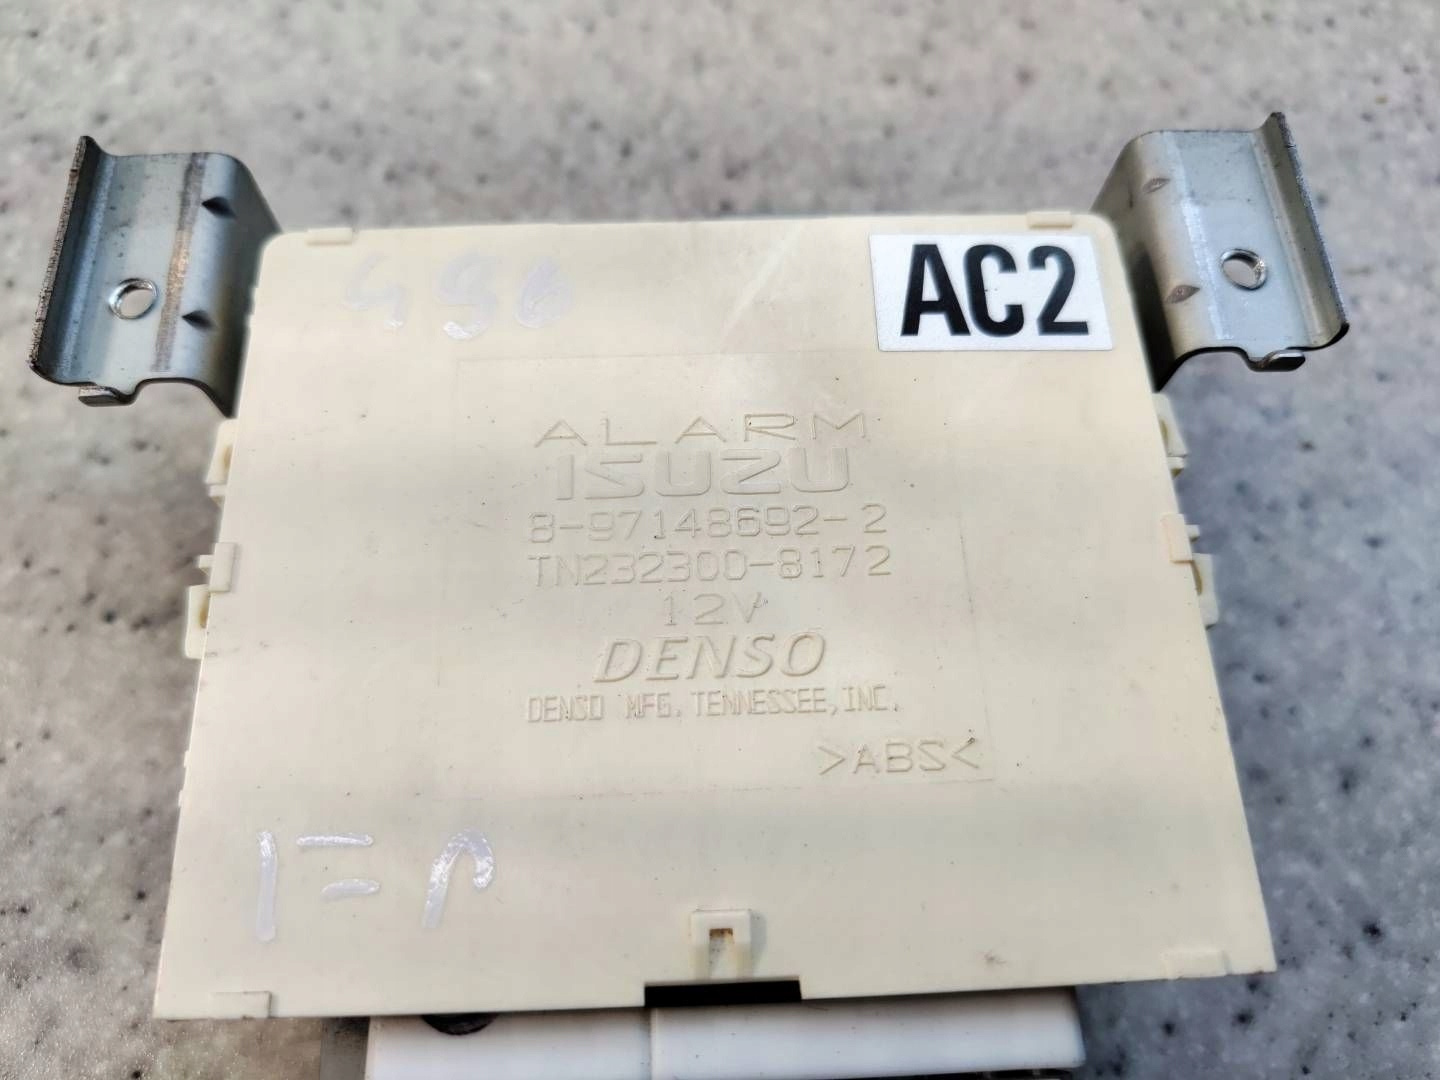 AC2
ALARM
ISUZU
8-97148692-2
TN232300-8172
12V
DENSO
DENSO MFG. TENNESSEE, INC.
>ABS<